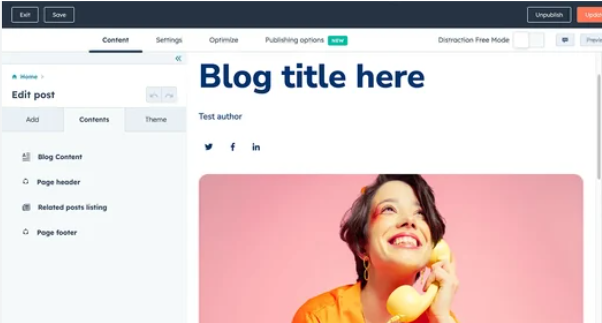 Exit Save Unpublish Updat
Content Settings Optimize Publishing options NEW Distraction Free Mode Previe
Home
Edit post
Add Contents Theme
Blog Content
Page header
Related posts listing
Page footer
Blog title here
Test author